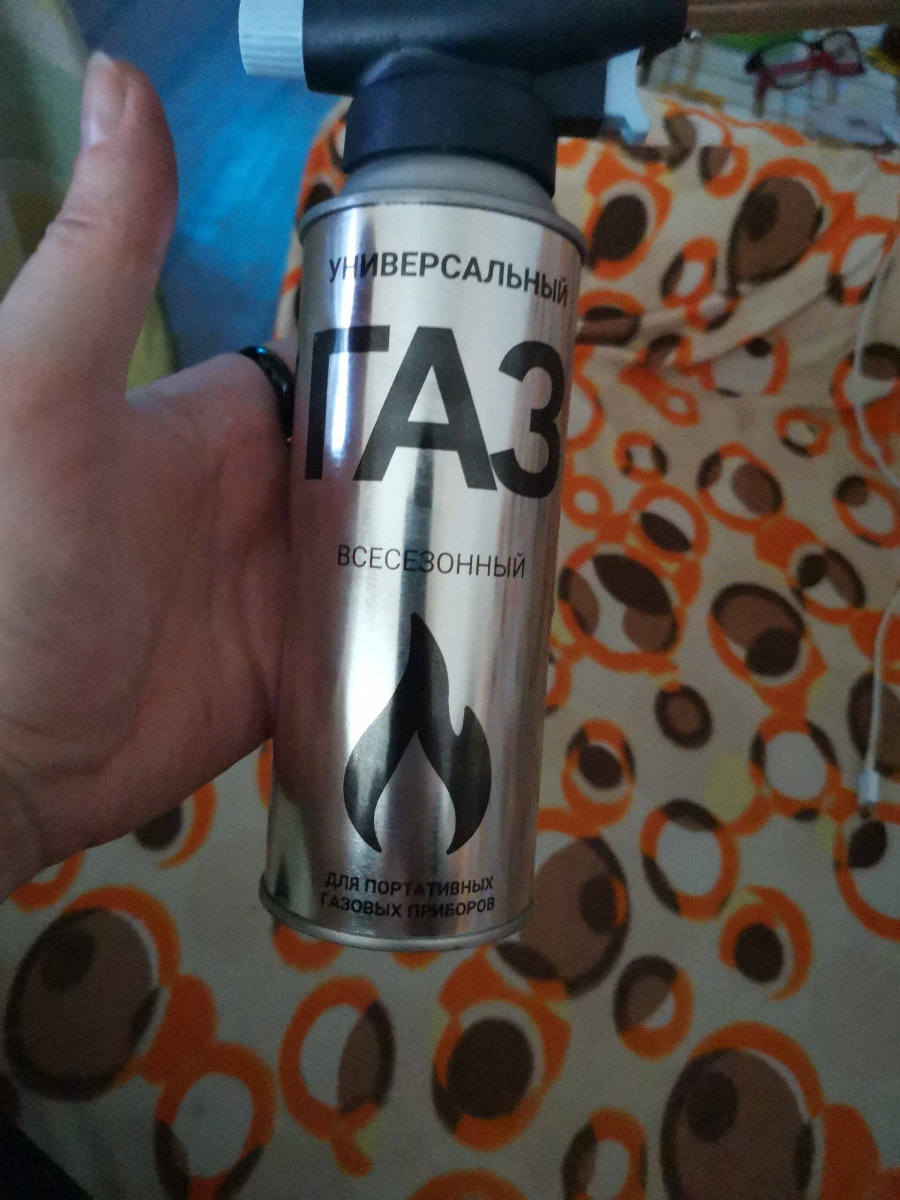 УНИВЕРСАЛЬНЫЙ
ГАЗ
ВСЕСЕЗОННЫЙ
ДЛЯ ПОРТАТИВНЫХ
ГАЗОВЫХ ПРИБОРОВ